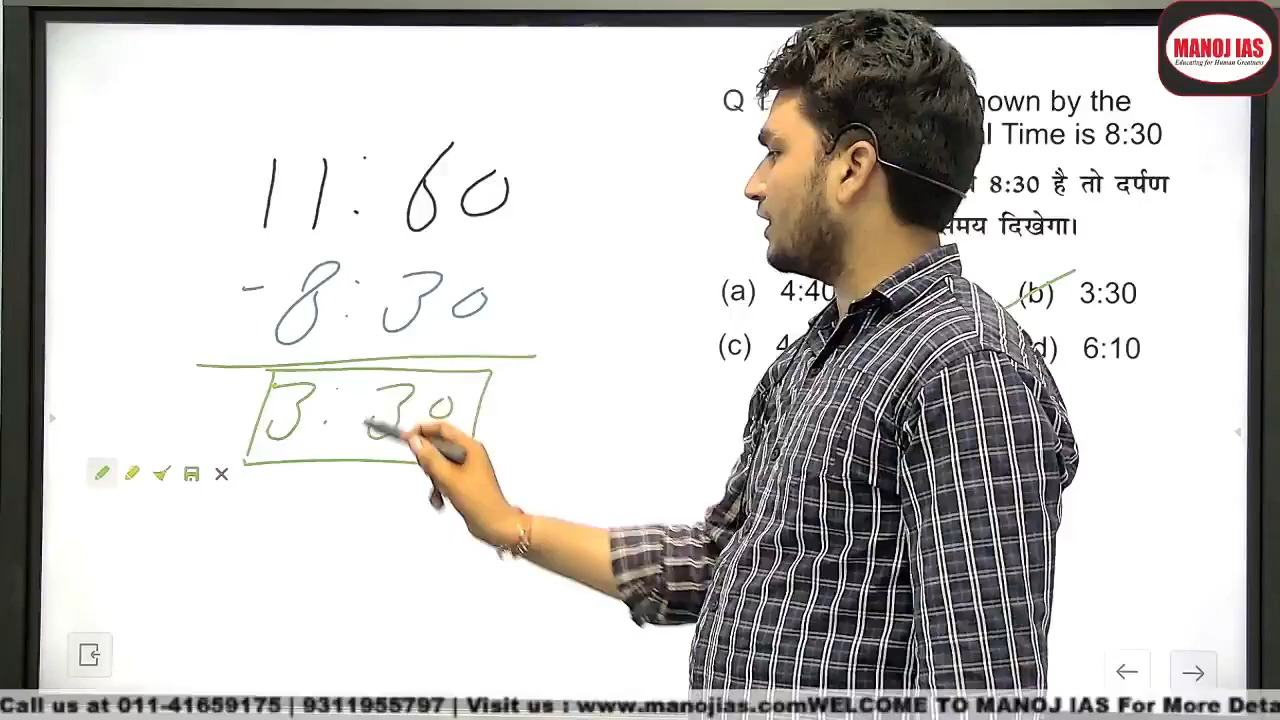 MANOJ IAS
Educating for Human Greatness
11:60
-8:30
3:30
Q
hown by the
l Time is 8:30
8:30 है तो दर्पण
समय दिखेगा।
(a) 4:40
(b) 3:30
(c) 4
d) 6:10
Call us at 011-41659175 | 9311955797 | Visit us : www.manojias.comWELCOME TO MANOJ IAS For More Deta